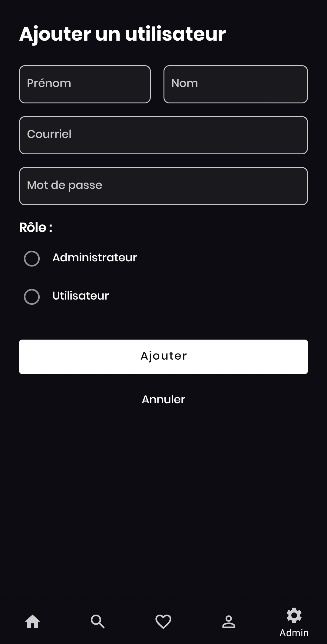 Ajouter un utilisateur
Prénom Nom
Courriel
Mot de passe
Rôle :
Administrateur
Utilisateur
Ajouter
Annuler
Admin